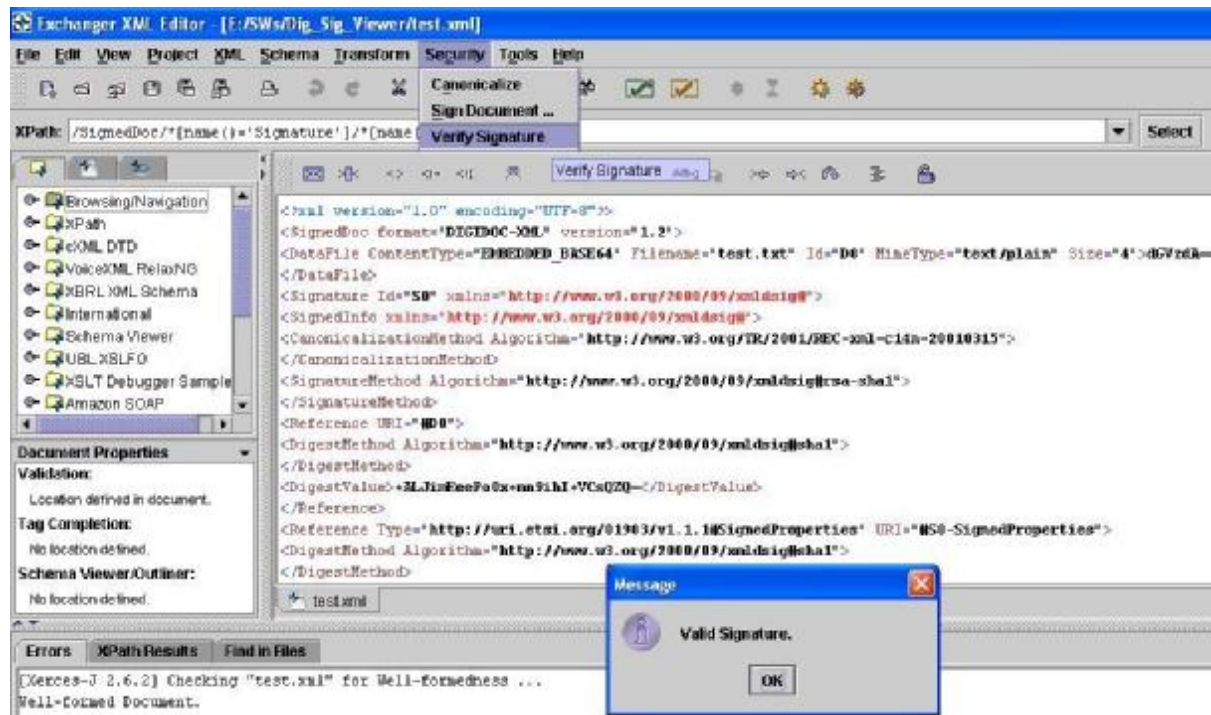 Exchanger XML Editor - [E:/SWs/Dig_Sig_Viewer/test.xml]
File Edit View Project XML Schema Transform Security Tools Help
Canonicalize
Sign Document ...
Verify Signature
XPath: /SignedDoc/*[name()='Signature']/*[name
Select
Verify Signature
Browsing/Navigation
XPath
cXML DTD
VoiceXML RelaxNG
XBRL XML Schema
International
Schema Viewer
UBL XSLFO
XSLT Debugger Sample
Amazon SOAP
Document Properties
Validation:
Location defined in document.
Tag Completion:
No location defined.
Schema Viewer/Outliner:
No location defined.
<?xml version="1.0" encoding="UTF-8"?>
<SignedDoc format="DIGIDOC-XML" version="1.2">
<DataFile ContentType="EMBEDDED_BASE64" Filename="test.txt" Id="D0" MimeType="text/plain" Size="4">dGVzdA=
</DataFile>
<Signature Id="S0" xmlns="http://www.w3.org/2000/09/xmldsig#">
<SignedInfo xmlns="http://www.w3.org/2000/09/xmldsig#">
<CanonicalizationMethod Algorithm="http://www.w3.org/TR/2001/REC-xml-c14n-20010315">
</CanonicalizationMethod>
<SignatureMethod Algorithm="http://www.w3.org/2000/09/xmldsig#rsa-sha1">
</SignatureMethod>
<Reference URI="#D0">
<DigestMethod Algorithm="http://www.w3.org/2000/09/xmldsig#sha1">
</DigestMethod>
<DigestValue></DigestValue>
</Reference>
<Reference Type="http://uri.etsi.org/01903/v1.1.1#SignedProperties" URI="#S0-SignedProperties">
<DigestMethod Algorithm="http://www.w3.org/2000/09/xmldsig#sha1">
</DigestMethod>
test.xml
Message
Valid Signature.
OK
Errors XPath Results Find in Files
[Xerces-J 2.6.2] Checking "test.xml" for Well-formedness ...
Well-formed Document.